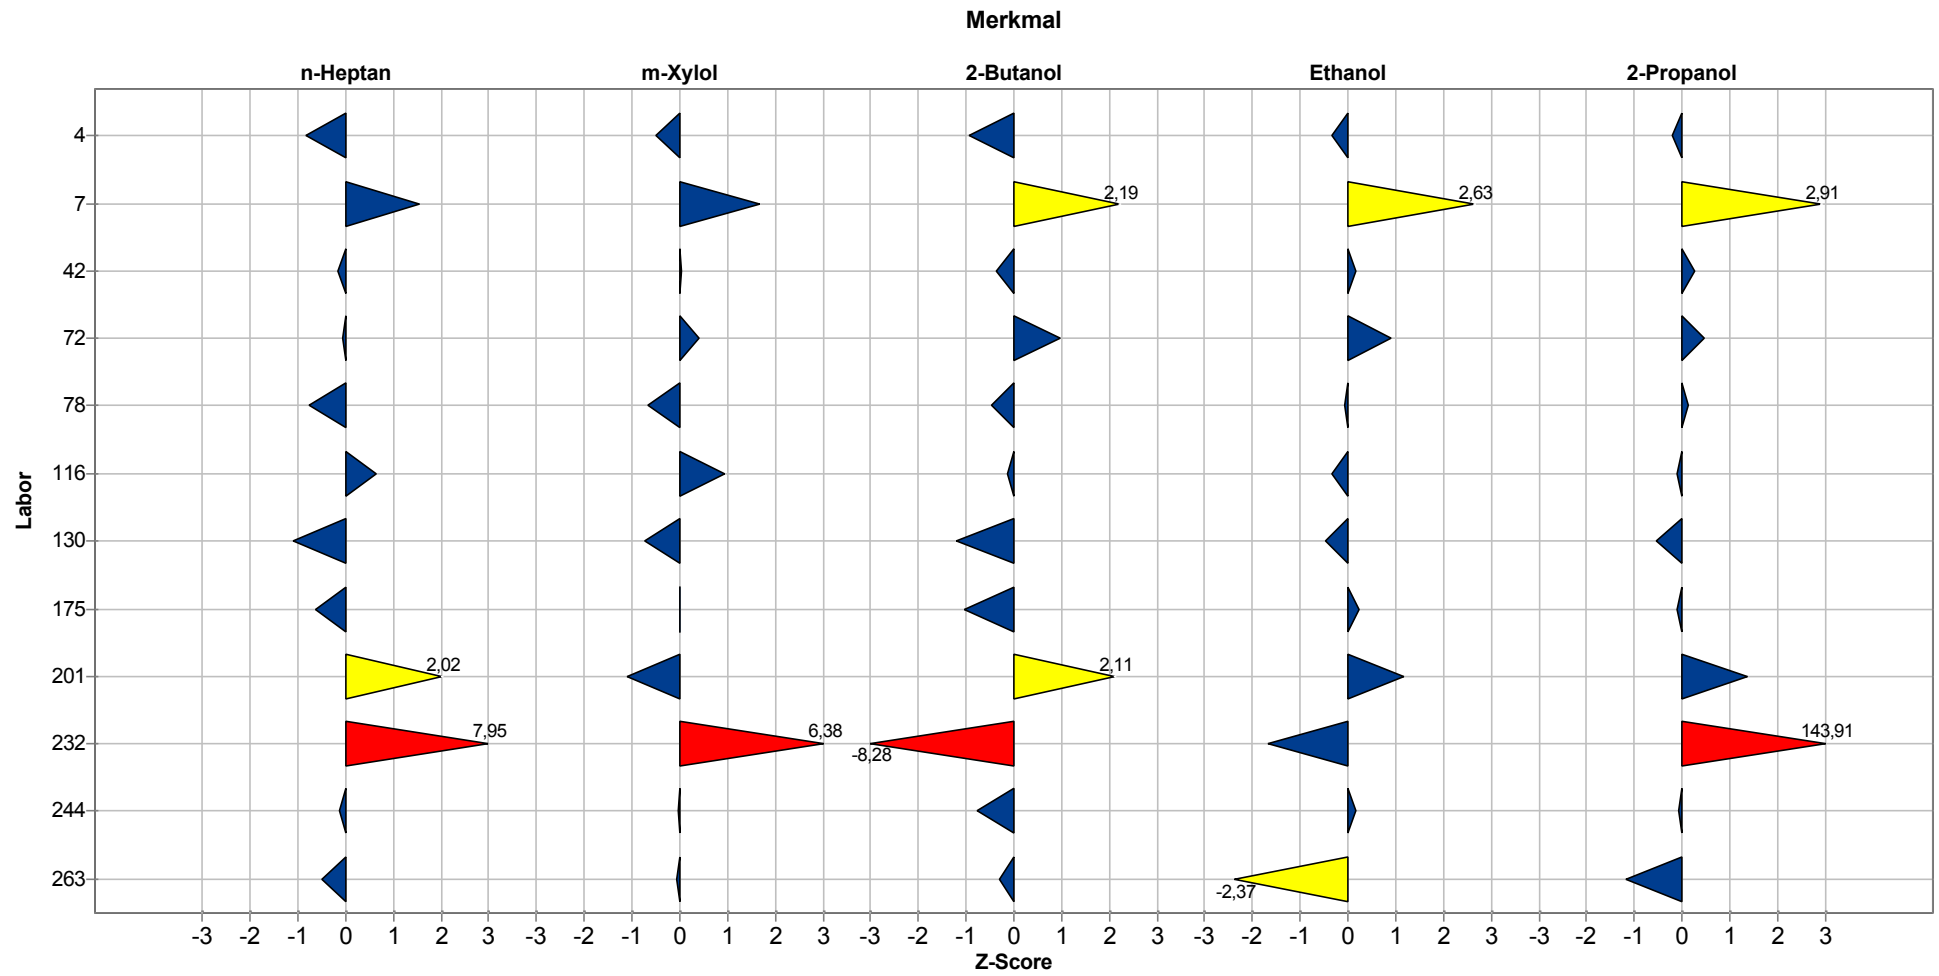 Merkmal
n-Heptan m-Xylol 2-Butanol Ethanol 2-Propanol
4
7 2,19 2,63 2,91
42
72
78
116
Labor
130
175
201 2,02 2,11
232 7,95 6,38 -8,28 143,91
244
263 -2,37
-3 -2 -1 0 1 2 3 -3 -2 -1 0 1 2 3 -3 -2 -1 0 1 2 3 -3 -2 -1 0 1 2 3 -3 -2 -1 0 1 2 3
Z-Score